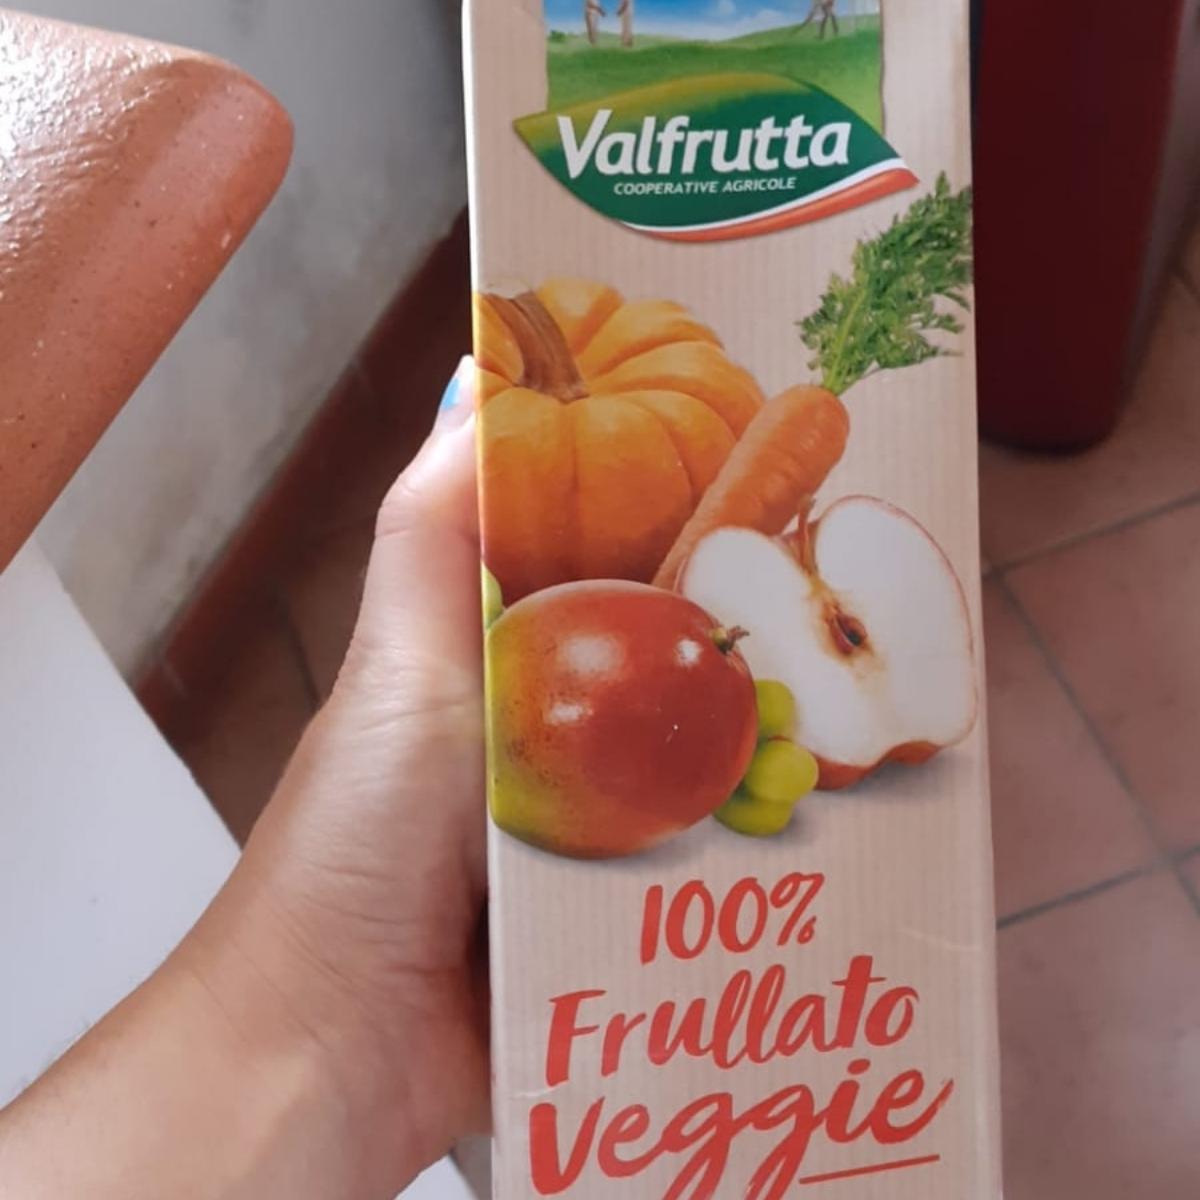 Valfrutta
COOPERATIVE AGRICOLE
100%
Frullato
Veggie